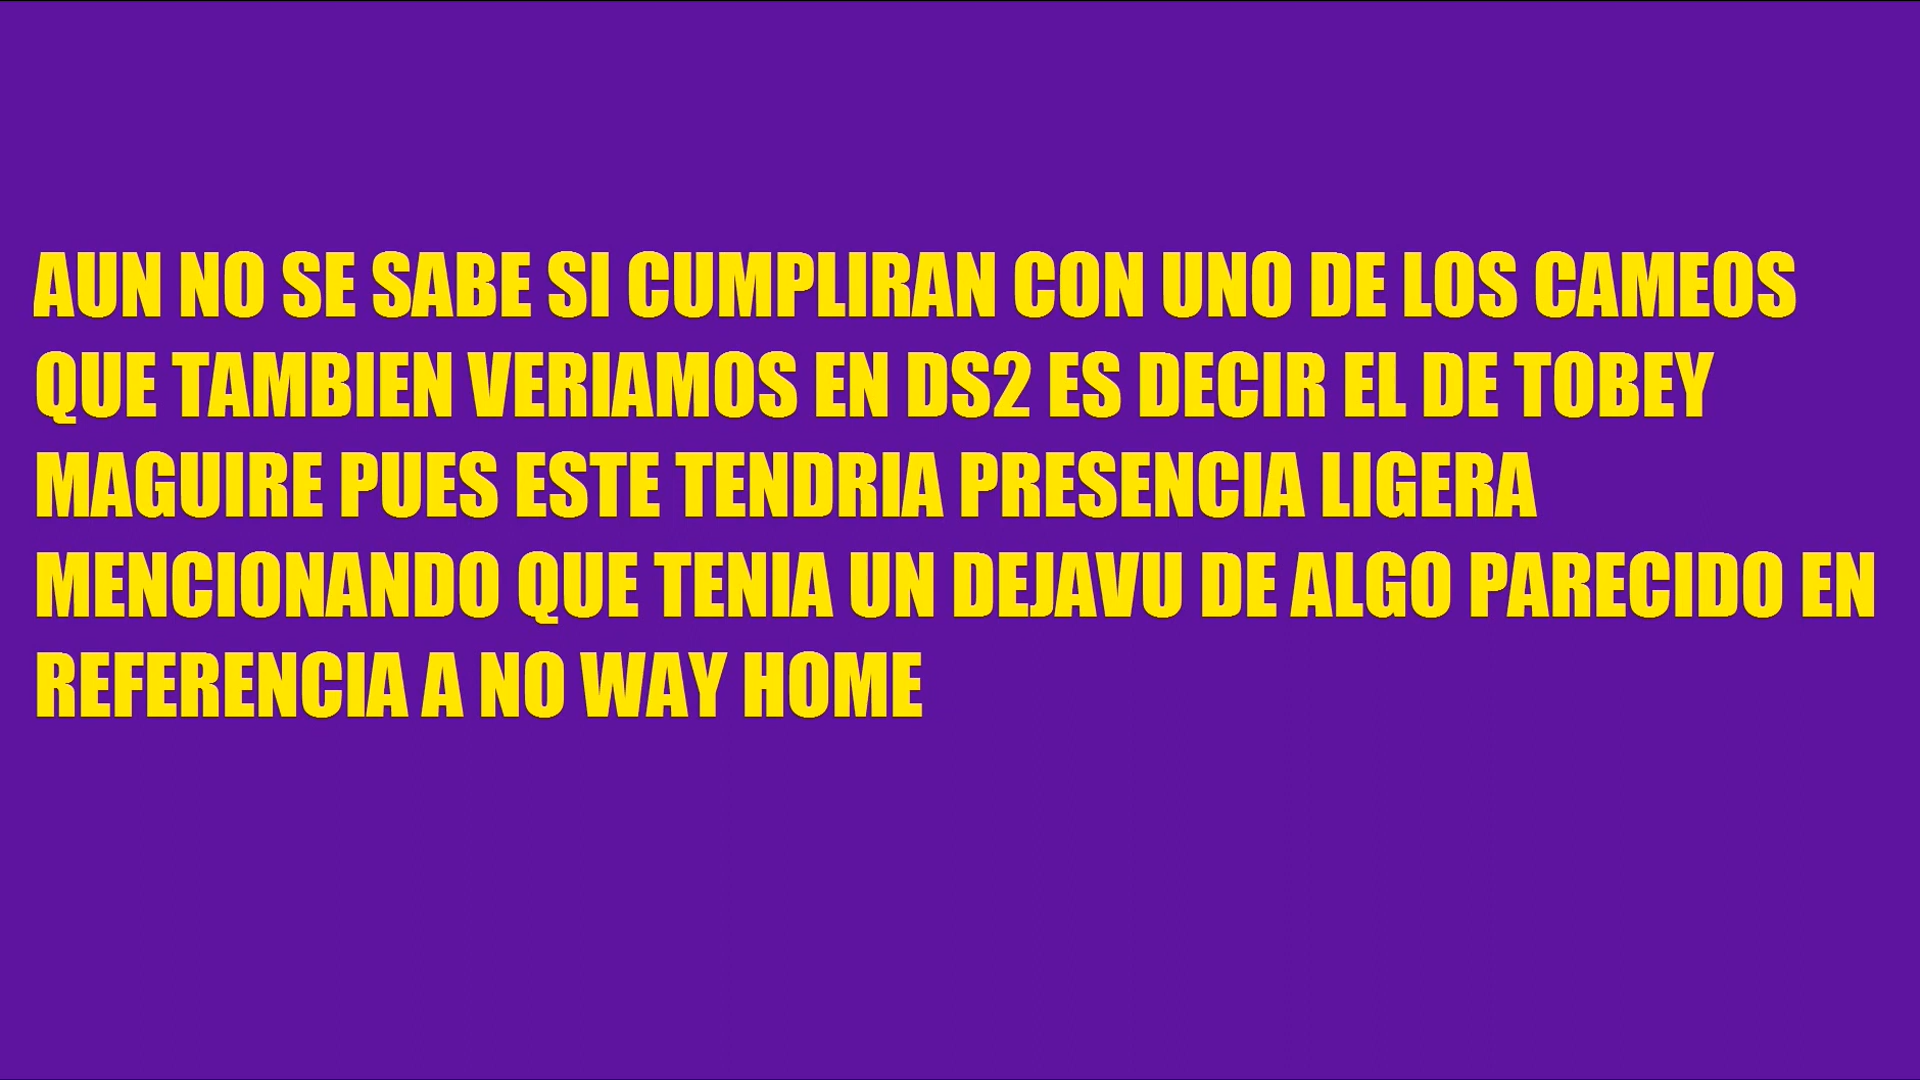 AUN NO SE SABE SI CUMPLIRAN CON UNO DE LOS CAMEOS
QUE TAMBIEN VERIAMOS EN DS2 ES DECIR EL DE TOBEY
MAGUIRE PUES ESTE TENDRIA PRESENCIA LIGERA
MENCIONANDO QUE TENIA UN DEJAVU DE ALGO PARECIDO EN
REFERENCIA A NO WAY HOME